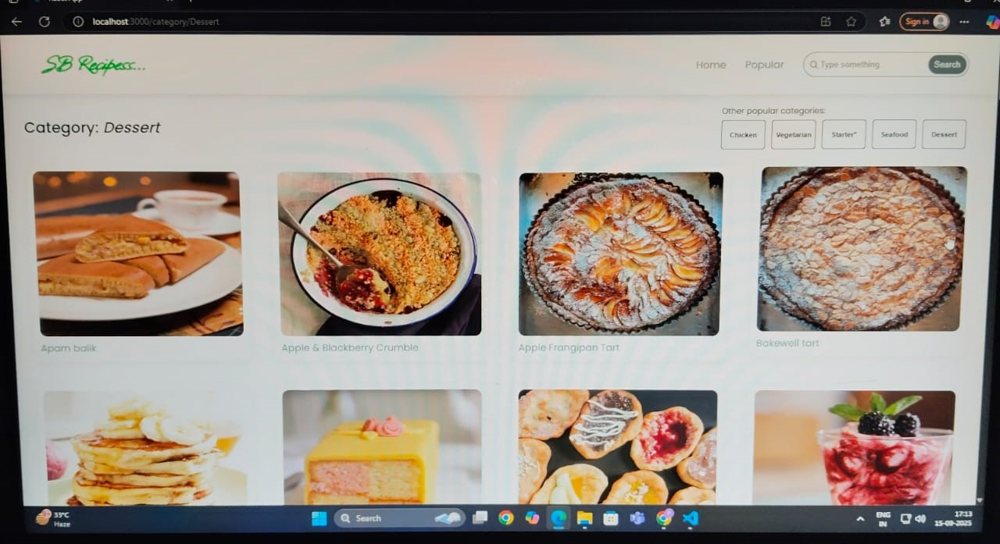 localhost:3000/category/Dessert
Sign in
SB Recipess...
Home
Popular
Type something
Search
Category: Dessert
Other popular categories:
Chicken
Vegetarian
Starter"
Seafood
Dessert
Apam balik
Apple & Blackberry Crumble
Apple Frangipan Tart
Bakewell tart
33°C
Haze
Search
ENG
IN
17:13
15-09-2025